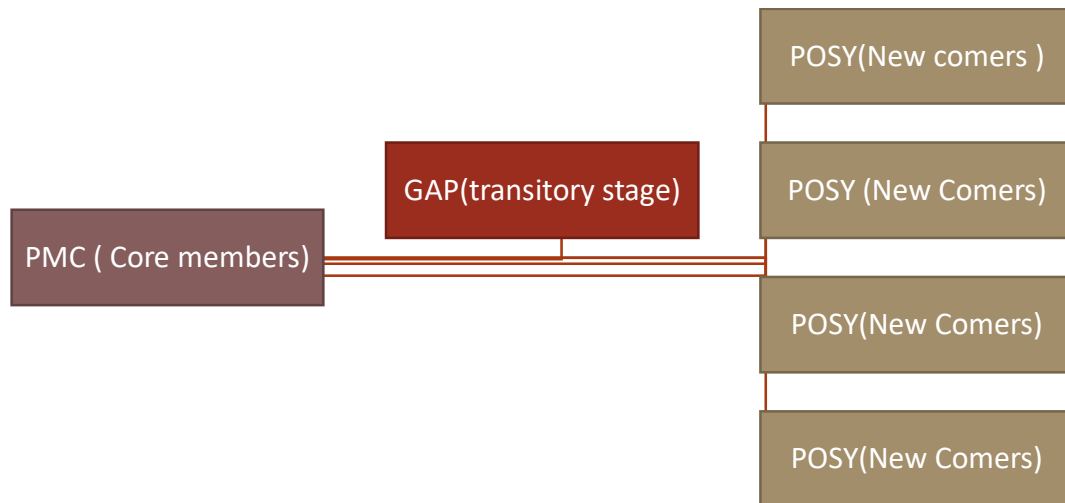 POSY(New comers )
GAP(transitory stage)
POSY (New Comers)
PMC ( Core members)
POSY(New Comers)
POSY(New Comers)